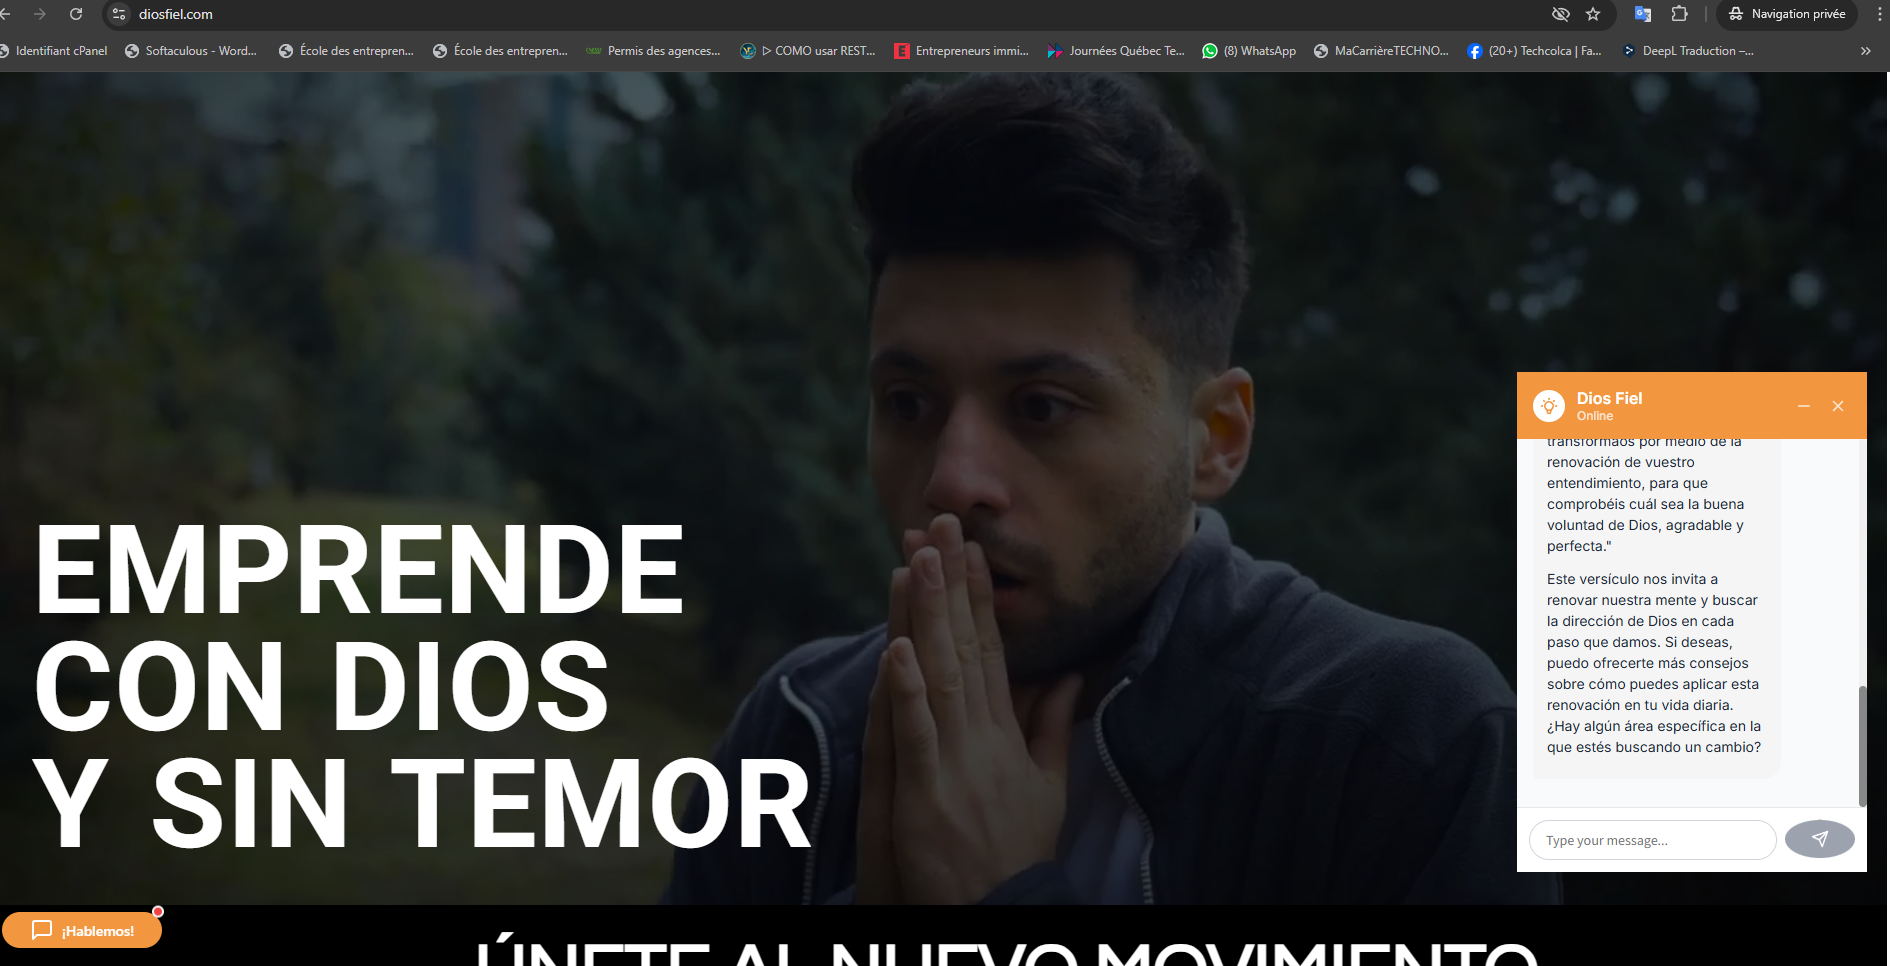 diosfiel.com
Navigation privée
Identifiant cPanel
Softaculous - Word...
École des entrepren...
École des entrepren...
Permis des agences...
ᐅ COMO usar REST...
Entrepreneurs immi...
Journées Québec Te...
(8) WhatsApp
MaCarrièreTECHNO...
(20+) Techcolca | Fa...
DeepL Traduction –...
»
EMPRENDE
CON DIOS
Y SIN TEMOR
Dios Fiel
Online
transformaos por medio de la
renovación de vuestro
entendimiento, para que
comprobéis cuál sea la buena
voluntad de Dios, agradable y
perfecta."
Este versículo nos invita a
renovar nuestra mente y buscar
la dirección de Dios en cada
paso que damos. Si deseas,
puedo ofrecerte más consejos
sobre cómo puedes aplicar esta
renovación en tu vida diaria.
¿Hay algún área específica en la
que estés buscando un cambio?
Type your message...
¡Hablemos!
ÚNETE AL NUEVO MOVIMIENTO